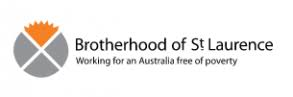 Brotherhood of St Laurence
Working for an Australia free of poverty